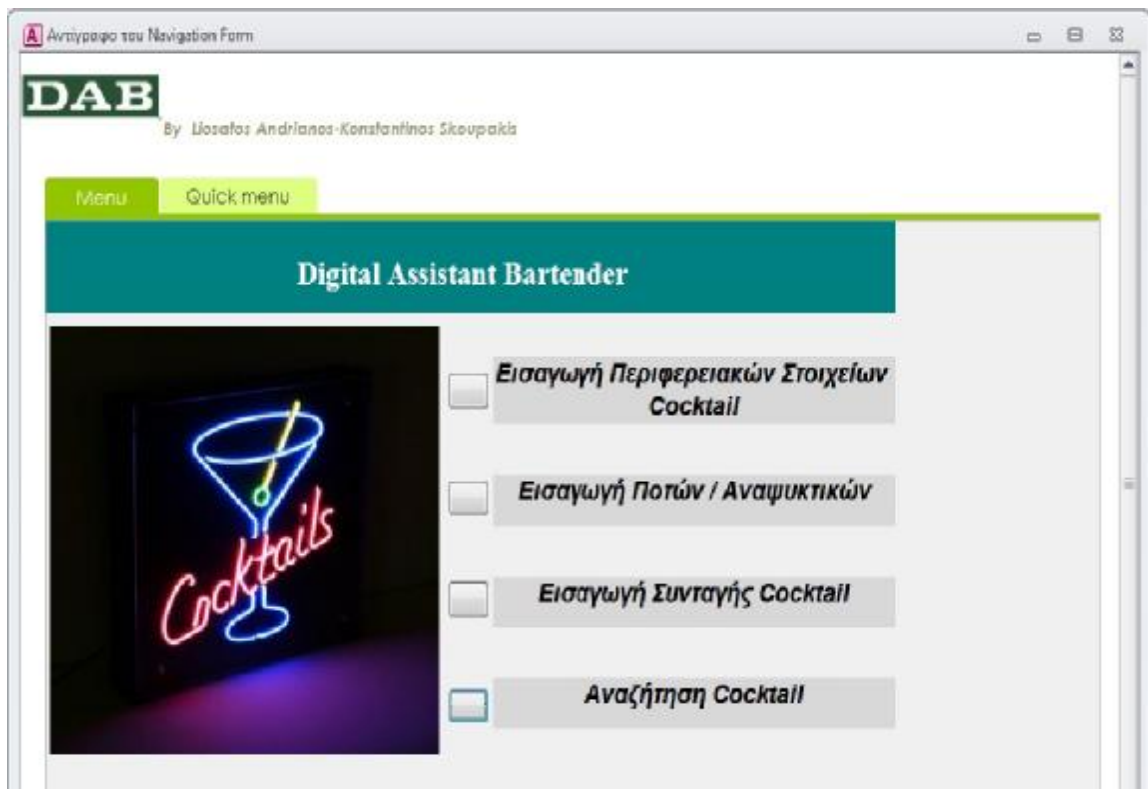 Αντίγραφο του Navigation Form
DAB
By Liosatos Andrianos-Konstantinos Skoupakis
Menu
Quick menu
Digital Assistant Bartender
Cocktails
Εισαγωγή Περιφερειακών Στοιχείων
Cocktail
Εισαγωγή Ποτών / Αναψυκτικών
Εισαγωγή Συνταγής Cocktail
Αναζήτηση Cocktail